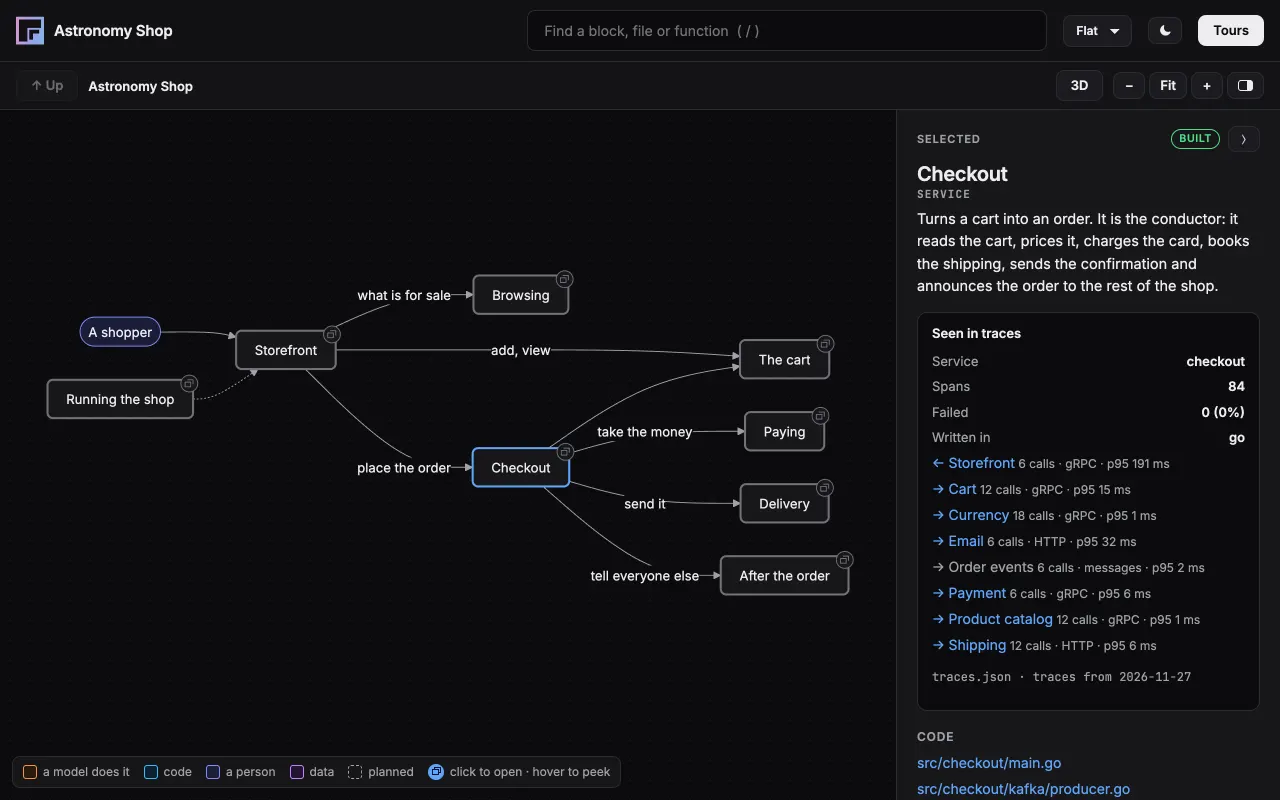 Astronomy Shop
Find a block, file or function ( / )
Flat
Tours
↑ Up
Astronomy Shop
3D
−
Fit
+
A shopper
Running the shop
Storefront
what is for sale
Browsing
add, view
The cart
take the money
Paying
place the order
Checkout
send it
Delivery
tell everyone else
After the order
a model does it
code
a person
data
planned
click to open · hover to peek
SELECTED
BUILT
Checkout
SERVICE
Turns a cart into an order. It is the conductor: it
reads the cart, prices it, charges the card, books
the shipping, sends the confirmation and
announces the order to the rest of the shop.
Seen in traces
Service checkout
Spans 84
Failed 0 (0%)
Written in go
← Storefront 6 calls · gRPC · p95 191 ms
→ Cart 12 calls · gRPC · p95 15 ms
→ Currency 18 calls · gRPC · p95 1 ms
→ Email 6 calls · HTTP · p95 32 ms
→ Order events 6 calls · messages · p95 2 ms
→ Payment 6 calls · gRPC · p95 6 ms
→ Product catalog 12 calls · gRPC · p95 1 ms
→ Shipping 12 calls · HTTP · p95 6 ms
traces.json · traces from 2026-11-27
CODE
src/checkout/main.go
src/checkout/kafka/producer.go